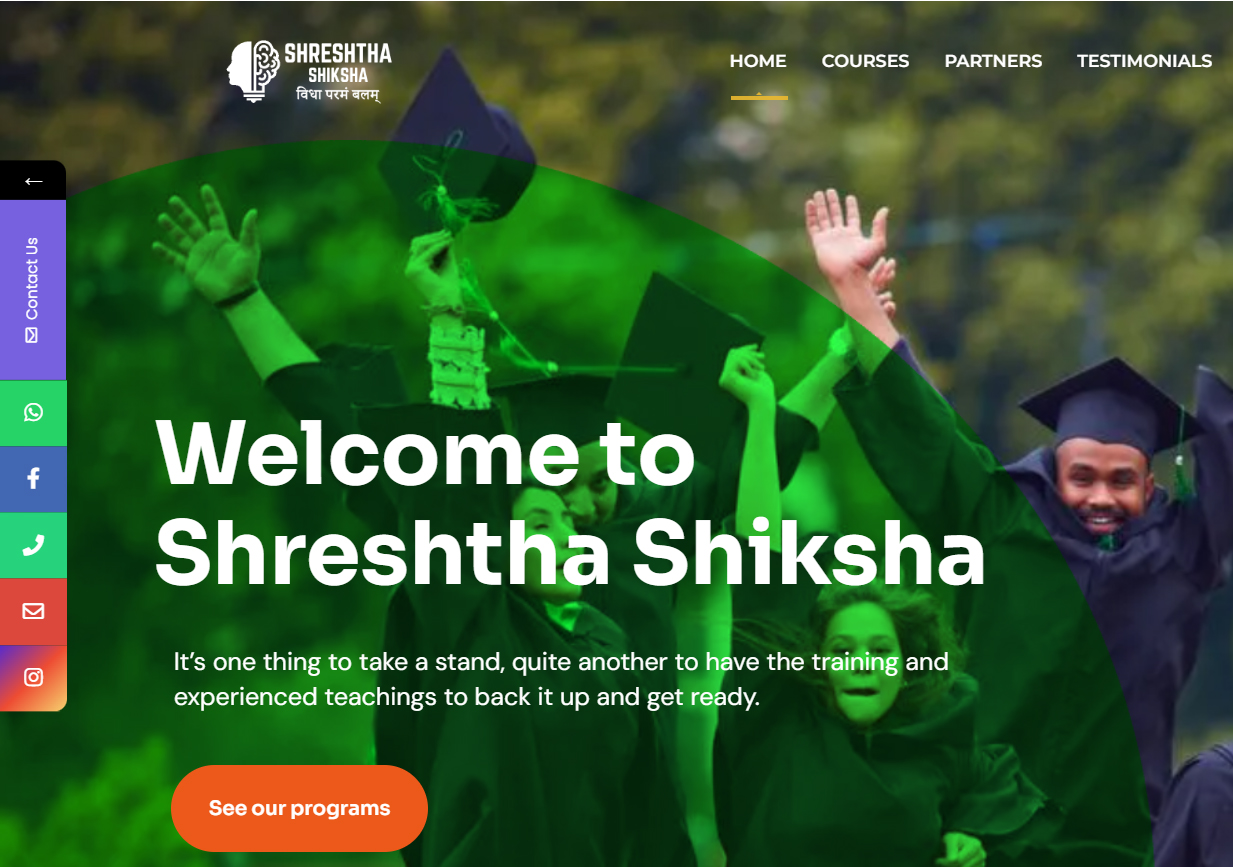 SHRESHTHA
SHIKSHA
विधा परमं बलम्
HOME COURSES PARTNERS TESTIMONIALS
←
Contact Us
Welcome to
Shreshtha Shiksha
It’s one thing to take a stand, quite another to have the training and
experienced teachings to back it up and get ready.
See our programs